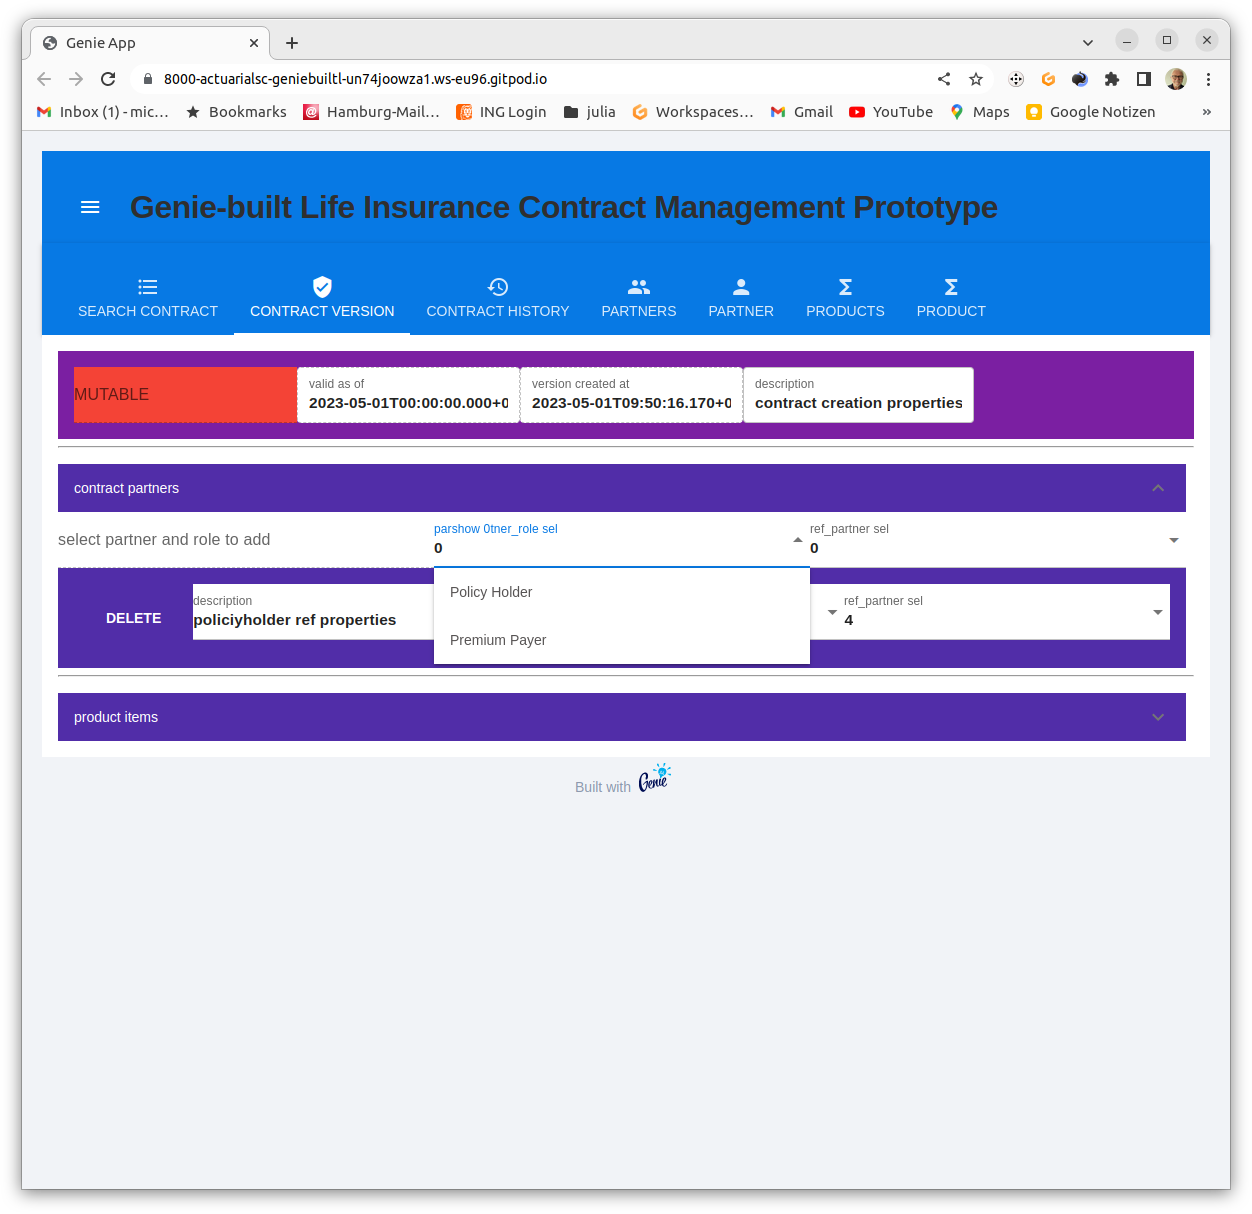 Genie App
8000-actuarialsc-geniebuiltl-un74joowza1.ws-eu96.gitpod.io
Inbox (1) - mic… Bookmarks Hamburg-Mail… ING Login julia Workspaces… Gmail YouTube Maps Google Notizen »
Genie-built Life Insurance Contract Management Prototype
SEARCH CONTRACT CONTRACT VERSION CONTRACT HISTORY PARTNERS PARTNER PRODUCTS PRODUCT
valid as of version created at description
MUTABLE 2023-05-01T00:00:00.000+0 2023-05-01T09:50:16.170+0 contract creation properties
contract partners
parshow 0tner_role sel ref_partner sel
select partner and role to add 0 0
Policy Holder
description ref_partner sel
DELETE policiyholder ref properties 4
Premium Payer
product items
Built with Genie